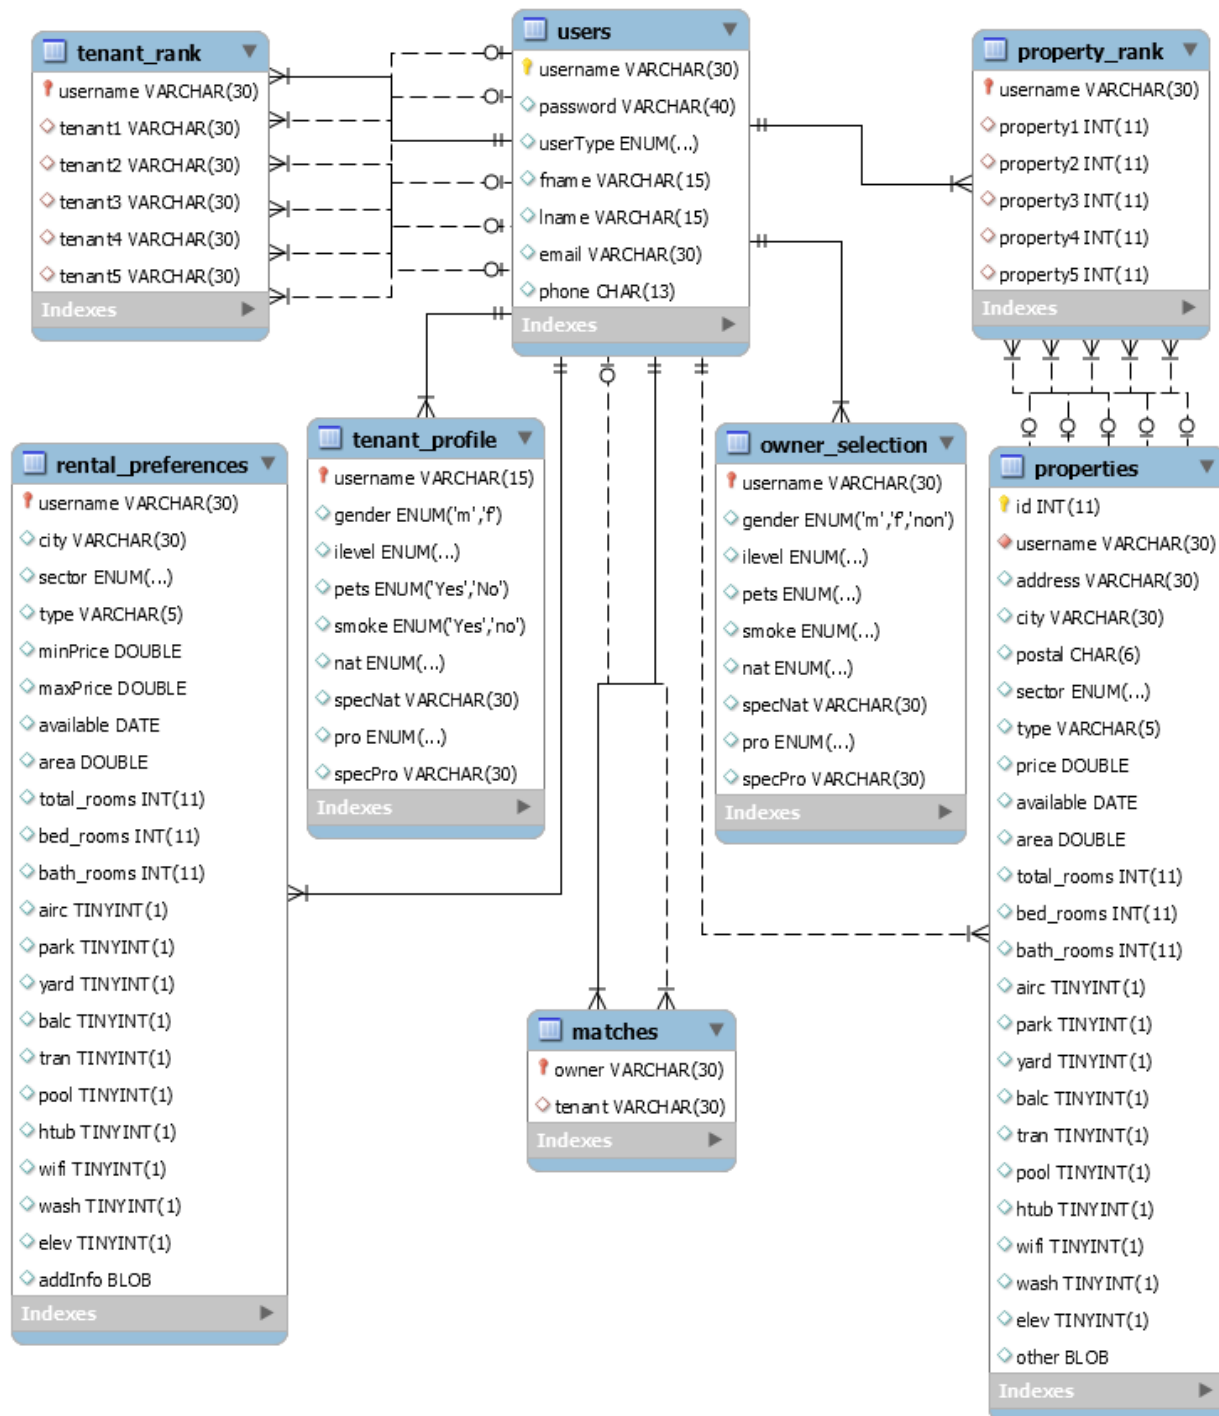 tenant_rank
username VARCHAR(30)
tenant1 VARCHAR(30)
tenant2 VARCHAR(30)
tenant3 VARCHAR(30)
tenant4 VARCHAR(30)
tenant5 VARCHAR(30)
Indexes
users
username VARCHAR(30)
password VARCHAR(40)
userType ENUM(...)
fname VARCHAR(15)
lname VARCHAR(15)
email VARCHAR(30)
phone CHAR(13)
Indexes
property_rank
username VARCHAR(30)
property1 INT(11)
property2 INT(11)
property3 INT(11)
property4 INT(11)
property5 INT(11)
Indexes
rental_preferences
username VARCHAR(30)
city VARCHAR(30)
sector ENUM(...)
type VARCHAR(5)
minPrice DOUBLE
maxPrice DOUBLE
available DATE
area DOUBLE
total_rooms INT(11)
bed_rooms INT(11)
bath_rooms INT(11)
airc TINYINT(1)
park TINYINT(1)
yard TINYINT(1)
balc TINYINT(1)
tran TINYINT(1)
pool TINYINT(1)
htub TINYINT(1)
wifi TINYINT(1)
wash TINYINT(1)
elev TINYINT(1)
addInfo BLOB
Indexes
tenant_profile
username VARCHAR(15)
gender ENUM('m','f')
ilevel ENUM(...)
pets ENUM('Yes','No')
smoke ENUM('Yes','no')
nat ENUM(...)
specNat VARCHAR(30)
pro ENUM(...)
specPro VARCHAR(30)
Indexes
owner_selection
username VARCHAR(30)
gender ENUM('m','f','non')
ilevel ENUM(...)
pets ENUM(...)
smoke ENUM(...)
nat ENUM(...)
specNat VARCHAR(30)
pro ENUM(...)
specPro VARCHAR(30)
Indexes
matches
owner VARCHAR(30)
tenant VARCHAR(30)
Indexes
properties
id INT(11)
username VARCHAR(30)
address VARCHAR(30)
city VARCHAR(30)
postal CHAR(6)
sector ENUM(...)
type VARCHAR(5)
price DOUBLE
available DATE
area DOUBLE
total_rooms INT(11)
bed_rooms INT(11)
bath_rooms INT(11)
airc TINYINT(1)
park TINYINT(1)
yard TINYINT(1)
balc TINYINT(1)
tran TINYINT(1)
pool TINYINT(1)
htub TINYINT(1)
wifi TINYINT(1)
wash TINYINT(1)
elev TINYINT(1)
other BLOB
Indexes